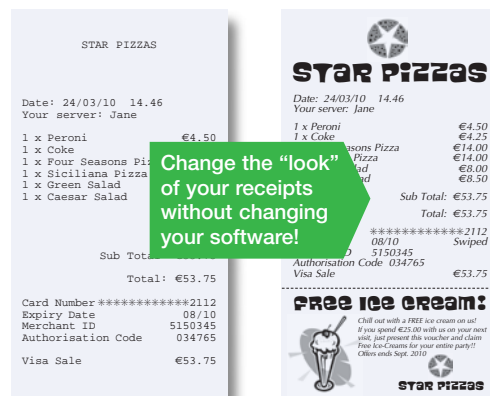 STAR PIZZAS
Date: 24/03/10 14.46
Your server: Jane
1 x Peroni €4.50
1 x Coke
1 x Four Seasons
1 x Siciliana Pizza
1 x Green Salad
1 x Caesar Salad
Sub
Total: €53.75
Card Number ************2112
Expiry Date 08/10
Merchant ID 5150345
Authorisation Code 034765
Visa Sale €53.75
Change the “look”
of your receipts
without changing
your software!
STAR PIZZAS
Date: 24/03/10 14.46
Your server: Jane
1 x Peroni €4.50
1 x Coke €4.25
Pizza €14.00
Pizza €14.00
€8.00
€8.50
Sub Total: €53.75
Total: €53.75
************2112
08/10 Swiped
5150345
Authorisation Code 034765
Visa Sale €53.75
FREE ICE CREAM!
Chill out with a FREE ice cream on us!
If you spend €25.00 with us on your next
visit, just present this voucher and claim
Free Ice-Creams for your entire party!!
Offers ends Sept. 2010
STAR PIZZAS